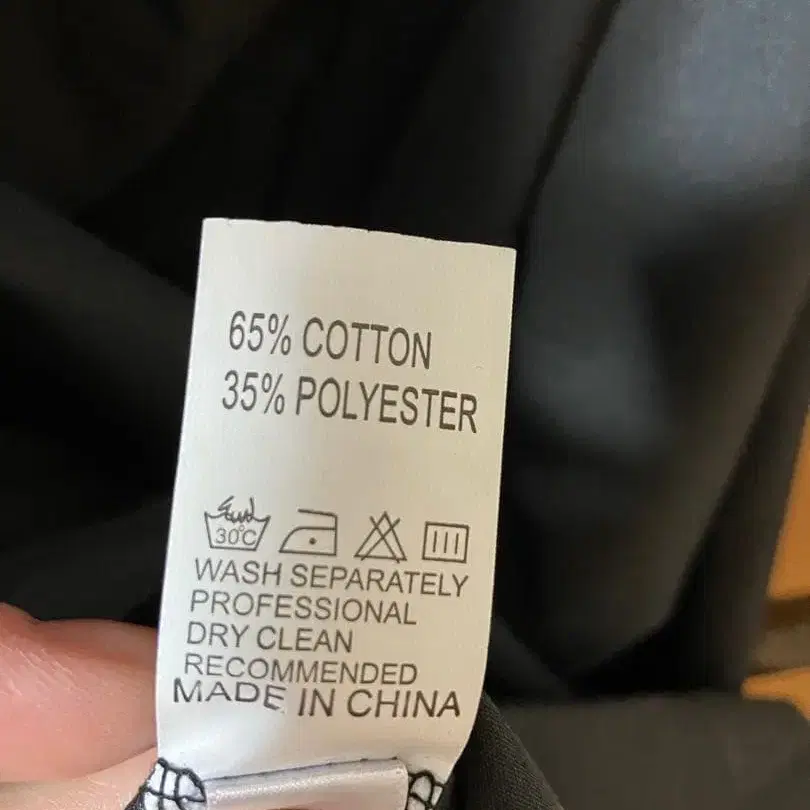 65% COTTON
35% POLYESTER
30°C
WASH SEPARATELY
PROFESSIONAL
DRY CLEAN
RECOMMENDED
MADE IN CHINA